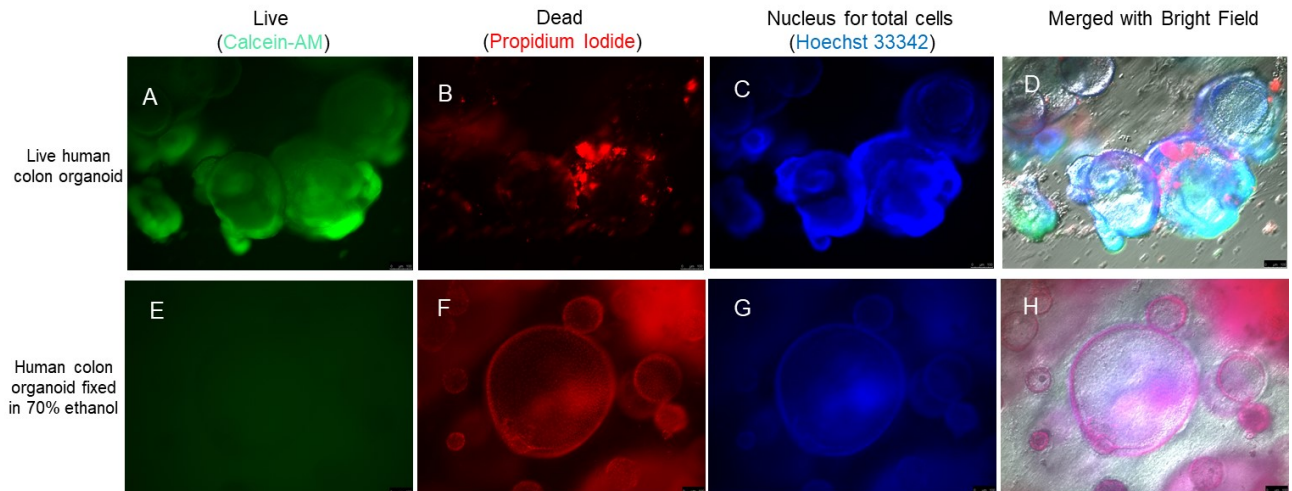 Live
(Calcein-AM)
Dead
(Propidium Iodide)
Nucleus for total cells
(Hoechst 33342)
Merged with Bright Field
Live human
colon organoid
A
B
C
D
Human colon
organoid fixed
in 70% ethanol
E
F
G
H